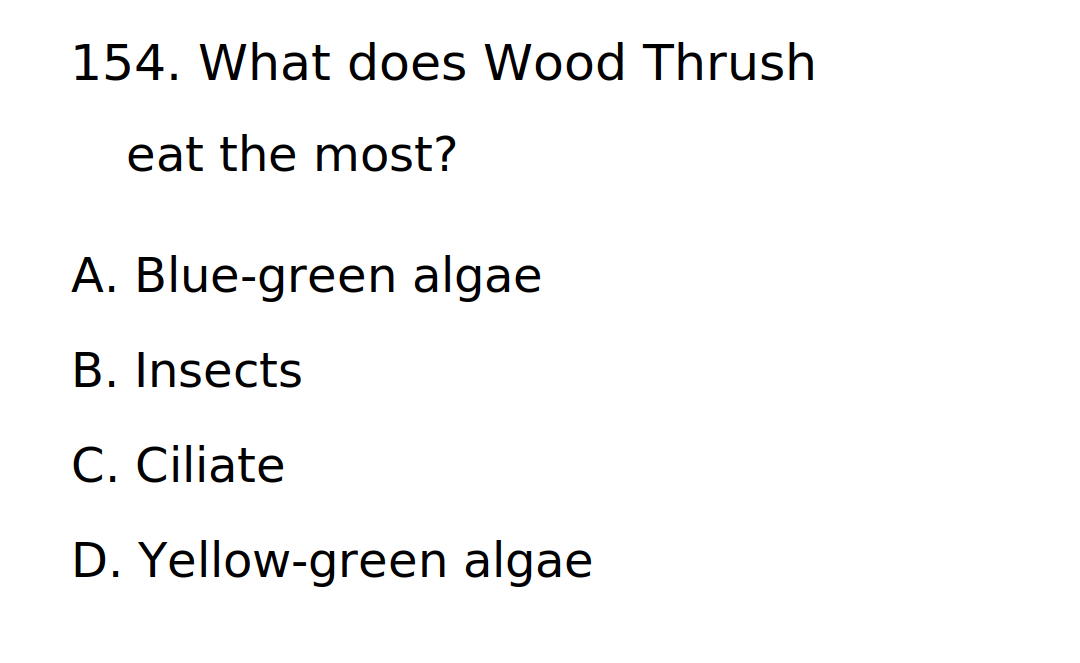 154. What does Wood Thrush
eat the most?
A. Blue-green algae
B. Insects
C. Ciliate
D. Yellow-green algae